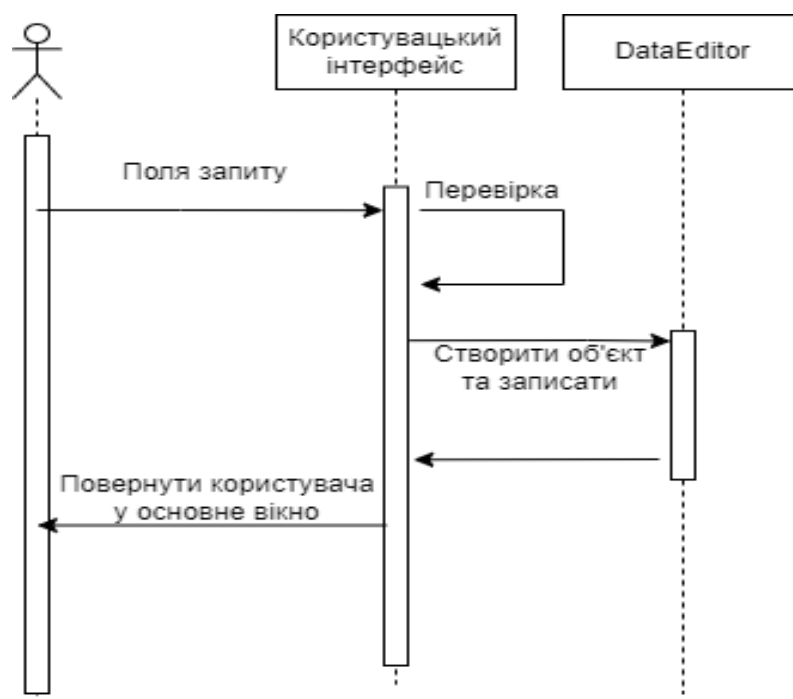 Користувацький
інтерфейс
DataEditor
Поля запиту
Перевірка
Створити об'єкт
та записати
Повернути користувача
у основне вікно